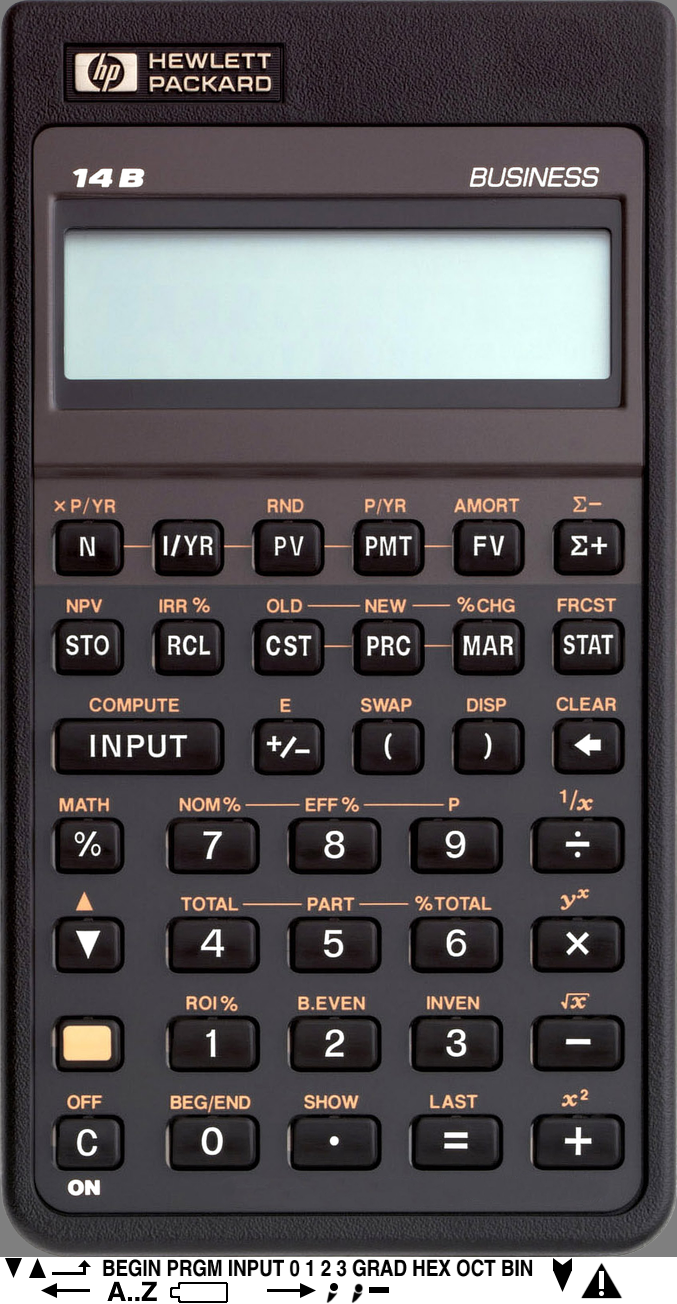 hp HEWLETT
PACKARD
14B BUSINESS
×P/YR RND P/YR AMORT Σ−
N I/YR PV PMT FV Σ+
NPV IRR% OLD NEW %CHG FRCST
STO RCL CST PRC MAR STAT
COMPUTE E SWAP DISP CLEAR
INPUT +/− ( )
MATH NOM% EFF% P 1/x
% 7 8 9 ÷
TOTAL PART %TOTAL yˣ
4 5 6 ×
ROI% B.EVEN INVEN √x
1 2 3 −
OFF BEG/END SHOW LAST x²
C 0 · = +
ON
BEGIN PRGM INPUT 0 1 2 3 GRAD HEX OCT BIN
A..Z ; ; −